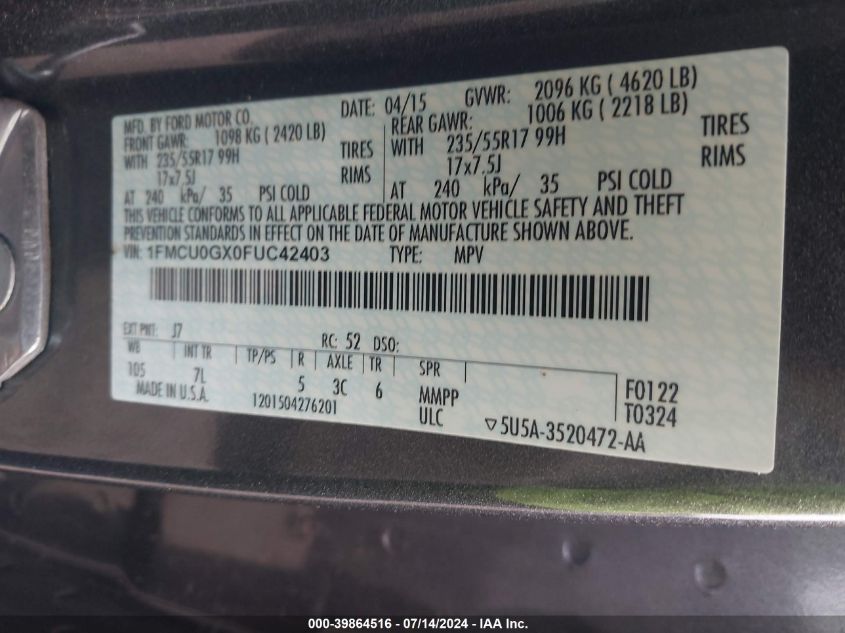 MFD. BY FORD MOTOR CO. DATE: 04/15 GVWR: 2096 KG ( 4620 LB)
FRONT GAWR: 1098 KG ( 2420 LB) REAR GAWR: 1006 KG ( 2218 LB)
WITH 235/55R17 99H TIRES WITH 235/55R17 99H TIRES
17x7.5J RIMS 17x7.5J RIMS
AT 240 kPa/ 35 PSI COLD AT 240 kPa/ 35 PSI COLD
THIS VEHICLE CONFORMS TO ALL APPLICABLE FEDERAL MOTOR VEHICLE SAFETY AND THEFT
PREVENTION STANDARDS IN EFFECT ON THE DATE OF MANUFACTURE SHOWN ABOVE.
VIN: 1FMCU0GX0FUC42403 TYPE: MPV
EXT PNT: J7 RC: 52 DSO:
WB INT TR TP/PS R AXLE TR SPR
105 7L 5 3C 6 MMPP F0122
MADE IN U.S.A. 1201504276201 ULC T0324
▽5U5A-3520472-AA
000-39864516 / 07/14/2024 - IAA Inc.